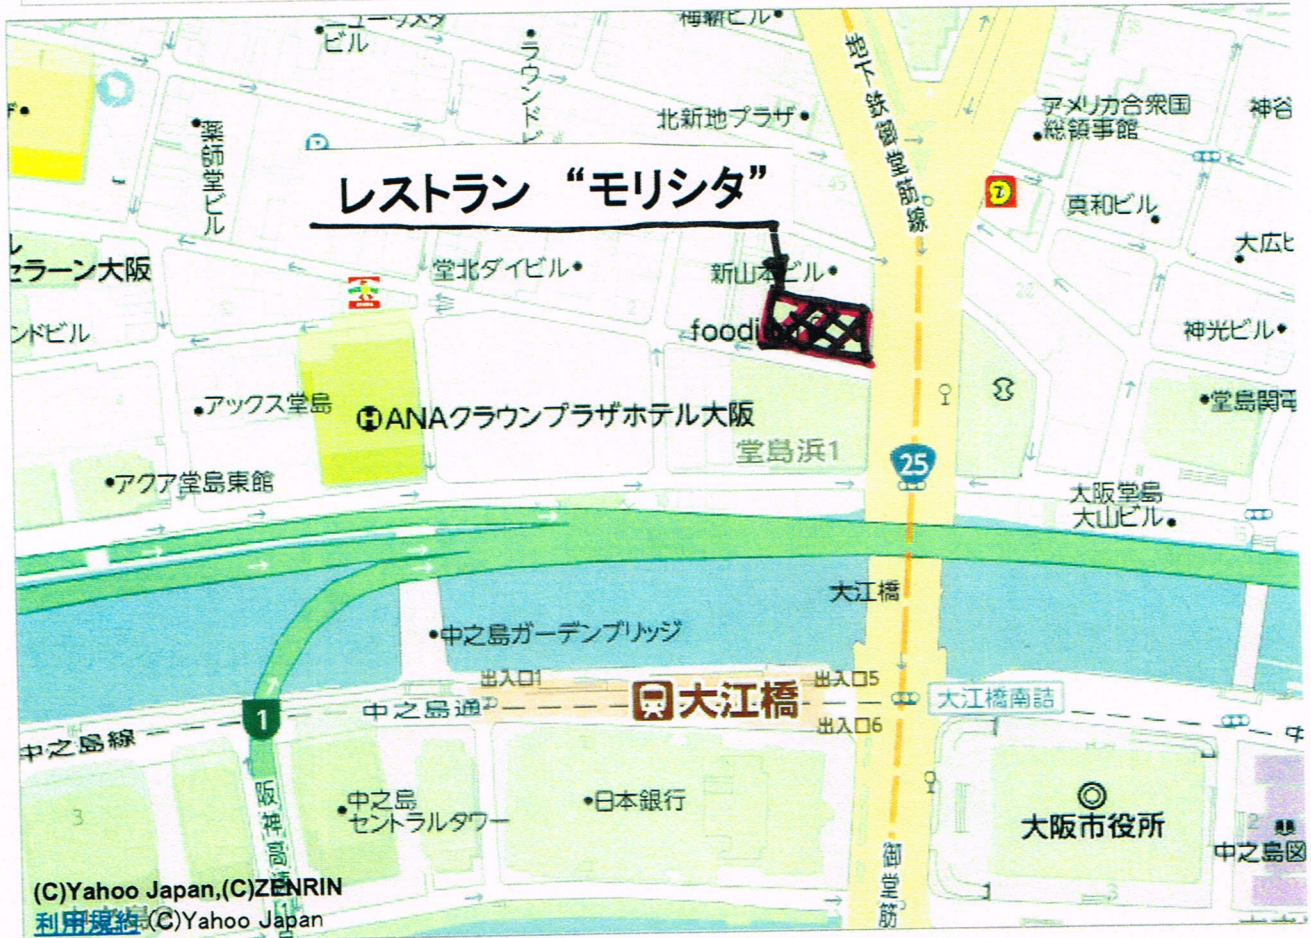 ビル
ラウンドビ
北新地プラザ
地下鉄御堂筋線
アメリカ合衆国
総領事館
神谷
薬師堂ビル
レストラン “モリシタ”
45
真和ビル
大広ビ
セラーン大阪
堂北ダイビル
新山本ビル
22
2
ンドビル
foodi
神光ビル
アックス堂島
ANAクラウンプラザホテル大阪
堂島関電
堂島浜1
25
アクア堂島東館
大阪堂島
大山ビル
大江橋
中之島ガーデンブリッジ
出入口1
出入口5
大江橋
大江橋南詰
中之島通
1
出入口6
中之島線
中
3
中之島
セントラルタワー
日本銀行
大阪市役所
2
中之島図
阪神高速
御堂筋
1
3
(C)Yahoo Japan,(C)ZENRIN
利用規約 (C)Yahoo Japan